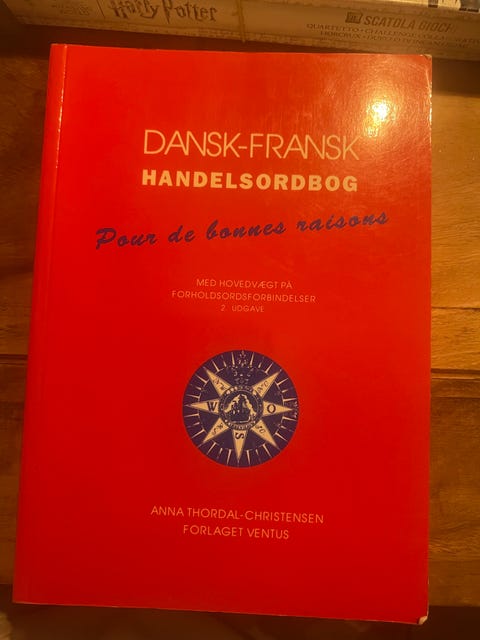 Harry Potter
SCATOLA GIOCHI
DANSK-FRANSK
HANDELSORDBOG
Pour de bonnes raisons
MED HOVEDVÆGT PÅ
FORHOLDSORDSFORBINDELSER
2. UDGAVE
W O
S
ANNA THORDAL-CHRISTENSEN
FORLAGET VENTUS